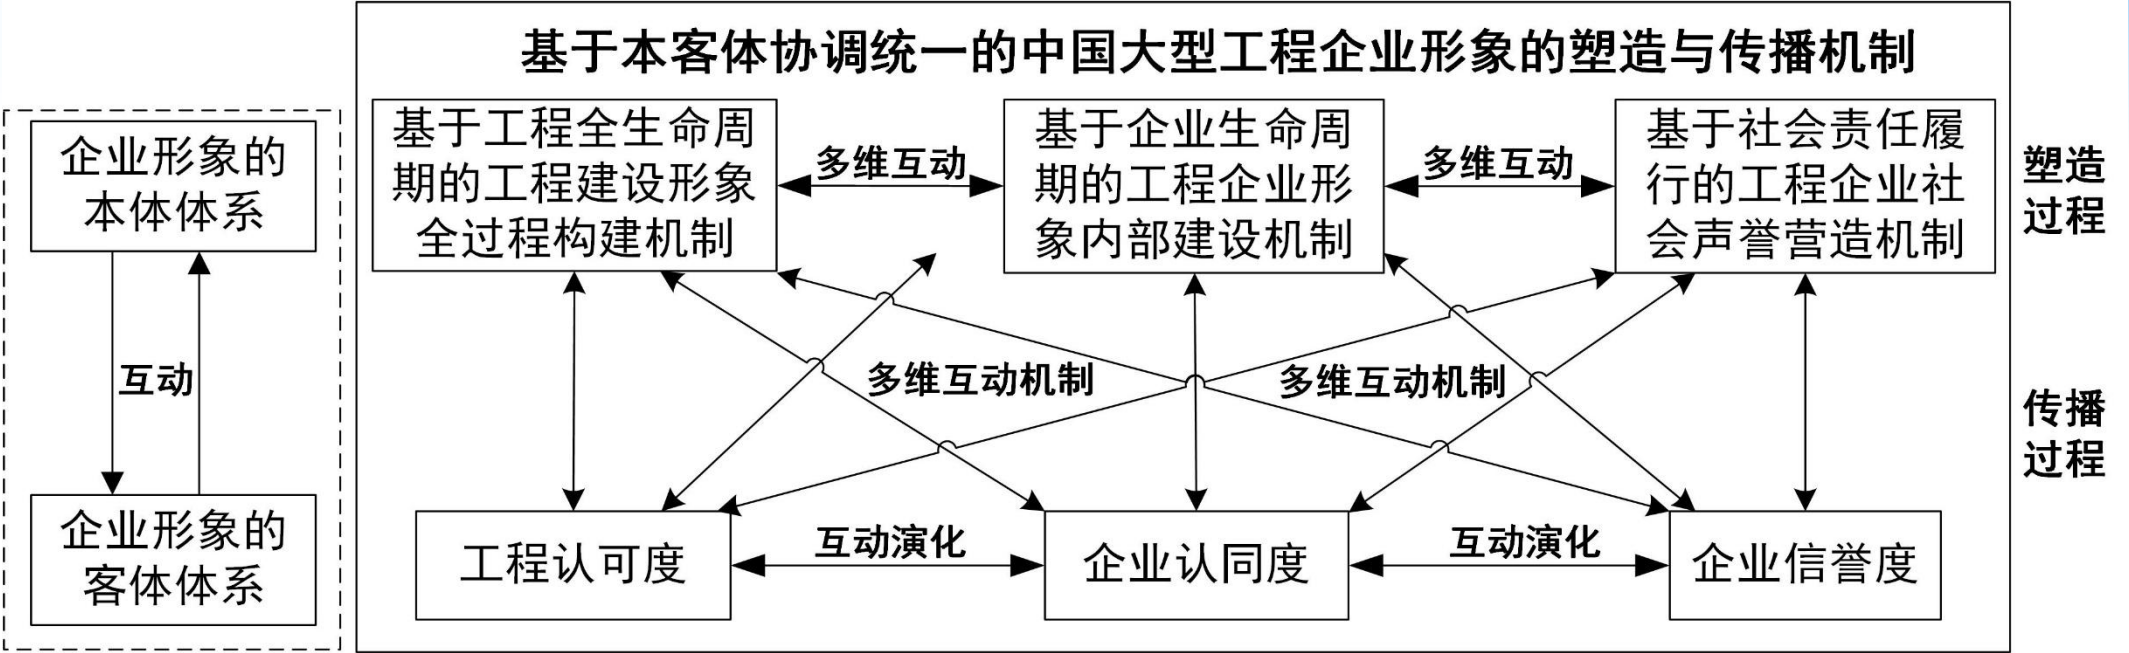 基于本客体协调统一的中国大型工程企业形象的塑造与传播机制
企业形象的
本体体系
互动
企业形象的
客体体系
基于工程全生命周
期的工程建设形象
全过程构建机制
多维互动
基于企业生命周
期的工程企业形
象内部建设机制
多维互动
基于社会责任履
行的工程企业社
会声誉营造机制
塑造
过程
多维互动机制
多维互动机制
传播
过程
工程认可度
互动演化
企业认同度
互动演化
企业信誉度